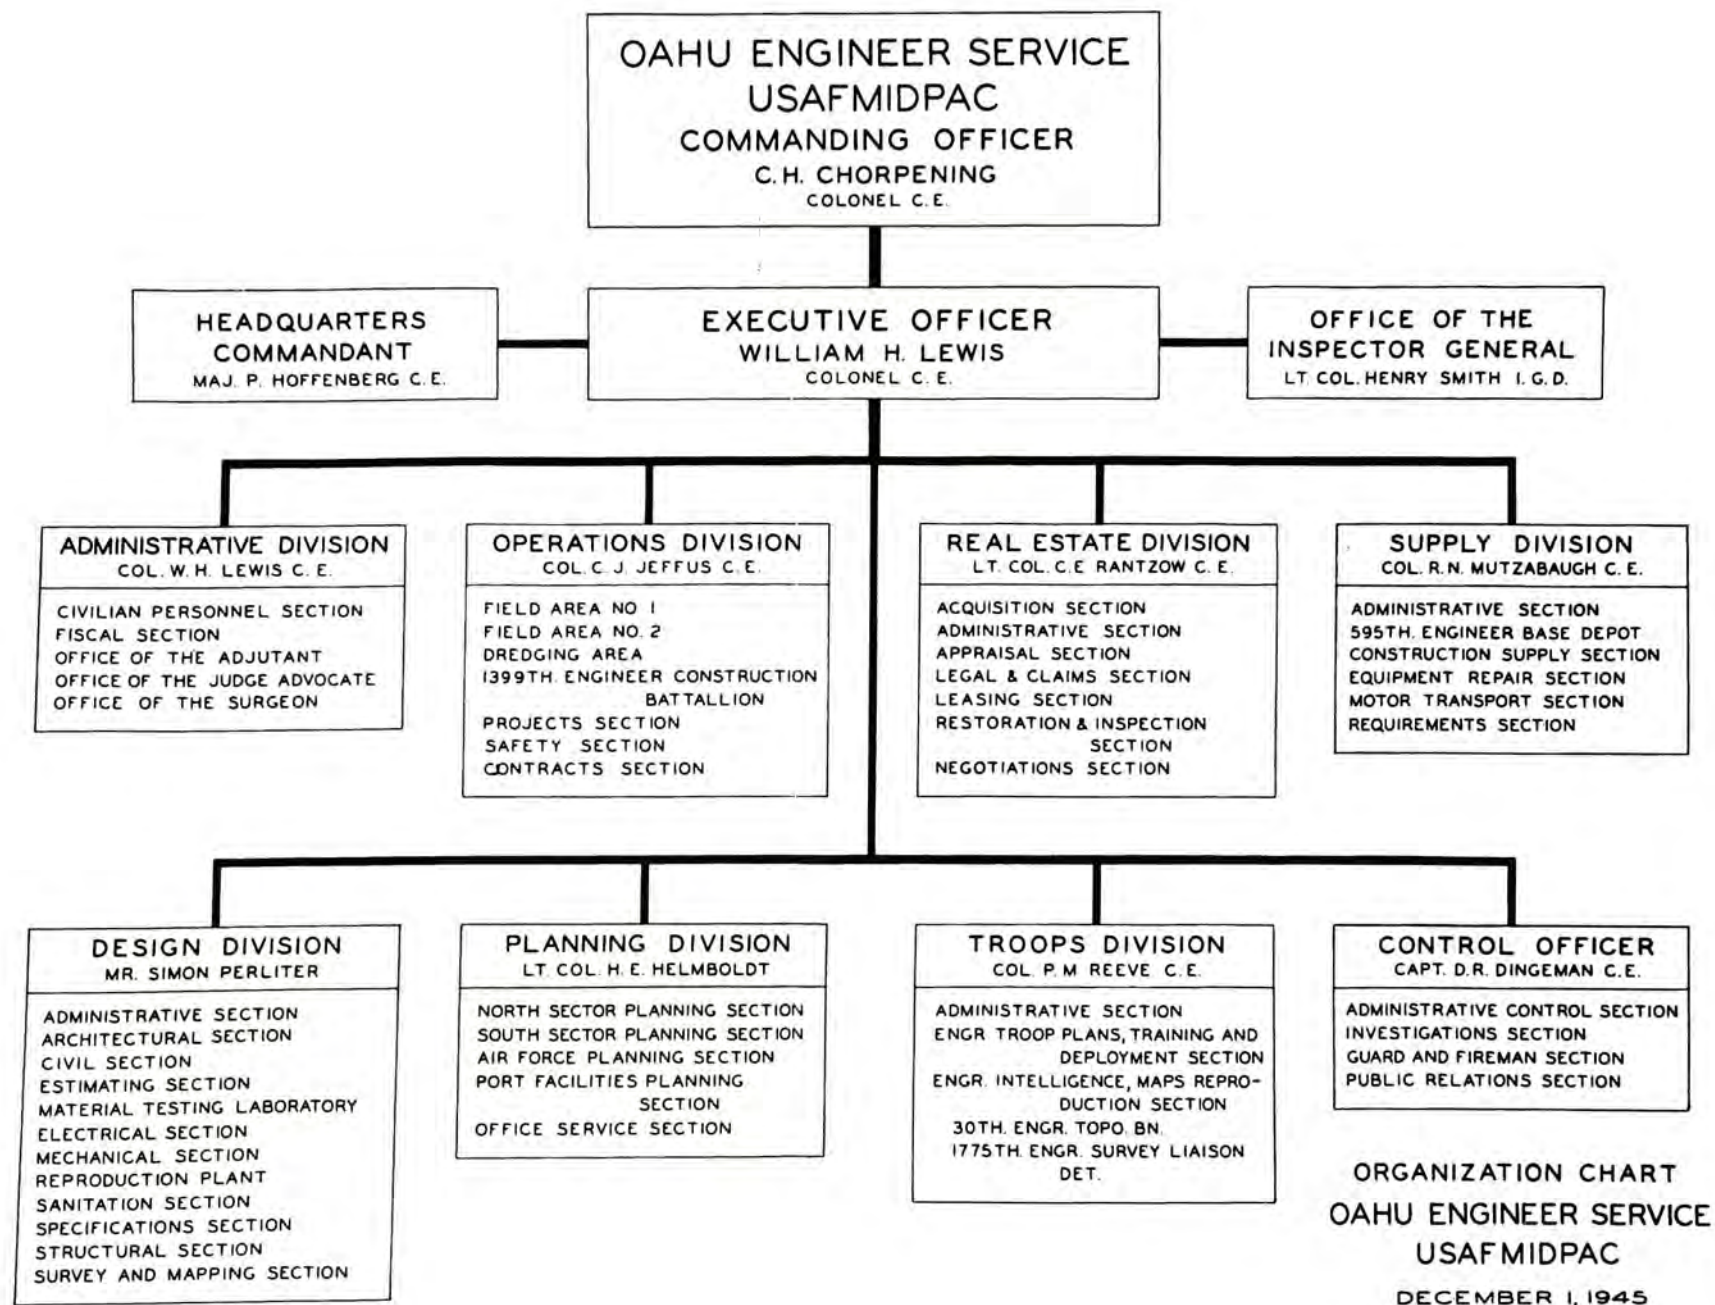 OAHU ENGINEER SERVICE
USAFMIDPAC
COMMANDING OFFICER
C. H. CHORPENING
COLONEL C. E.
HEADQUARTERS
COMMANDANT
MAJ. P. HOFFENBERG C. E.
EXECUTIVE OFFICER
WILLIAM H. LEWIS
COLONEL C. E.
OFFICE OF THE
INSPECTOR GENERAL
LT. COL. HENRY SMITH I. G. D.
ADMINISTRATIVE DIVISION
COL. W. H. LEWIS C. E.
CIVILIAN PERSONNEL SECTION
FISCAL SECTION
OFFICE OF THE ADJUTANT
OFFICE OF THE JUDGE ADVOCATE
OFFICE OF THE SURGEON
OPERATIONS DIVISION
COL. C. J. JEFFUS C. E.
FIELD AREA NO 1
FIELD AREA NO. 2
DREDGING AREA
1399TH. ENGINEER CONSTRUCTION
BATTALLION
PROJECTS SECTION
SAFETY SECTION
CONTRACTS SECTION
REAL ESTATE DIVISION
LT. COL. C. E RANTZOW C. E.
ACQUISITION SECTION
ADMINISTRATIVE SECTION
APPRAISAL SECTION
LEGAL & CLAIMS SECTION
LEASING SECTION
RESTORATION & INSPECTION
SECTION
NEGOTIATIONS SECTION
SUPPLY DIVISION
COL. R. N. MUTZABAUGH C. E.
ADMINISTRATIVE SECTION
595TH. ENGINEER BASE DEPOT
CONSTRUCTION SUPPLY SECTION
EQUIPMENT REPAIR SECTION
MOTOR TRANSPORT SECTION
REQUIREMENTS SECTION
DESIGN DIVISION
MR. SIMON PERLITER
ADMINISTRATIVE SECTION
ARCHITECTURAL SECTION
CIVIL SECTION
ESTIMATING SECTION
MATERIAL TESTING LABORATORY
ELECTRICAL SECTION
MECHANICAL SECTION
REPRODUCTION PLANT
SANITATION SECTION
SPECIFICATIONS SECTION
STRUCTURAL SECTION
SURVEY AND MAPPING SECTION
PLANNING DIVISION
LT. COL. H. E. HELMBOLDT
NORTH SECTOR PLANNING SECTION
SOUTH SECTOR PLANNING SECTION
AIR FORCE PLANNING SECTION
PORT FACILITIES PLANNING
SECTION
OFFICE SERVICE SECTION
TROOPS DIVISION
COL. P. M REEVE C. E.
ADMINISTRATIVE SECTION
ENGR TROOP PLANS, TRAINING AND
DEPLOYMENT SECTION
ENGR. INTELLIGENCE, MAPS REPRO-
DUCTION SECTION
30TH. ENGR. TOPO. BN.
1775TH. ENGR. SURVEY LIAISON
DET.
CONTROL OFFICER
CAPT. D. R. DINGEMAN C. E.
ADMINISTRATIVE CONTROL SECTION
INVESTIGATIONS SECTION
GUARD AND FIREMAN SECTION
PUBLIC RELATIONS SECTION
ORGANIZATION CHART
OAHU ENGINEER SERVICE
USAFMIDPAC
DECEMBER 1, 1945